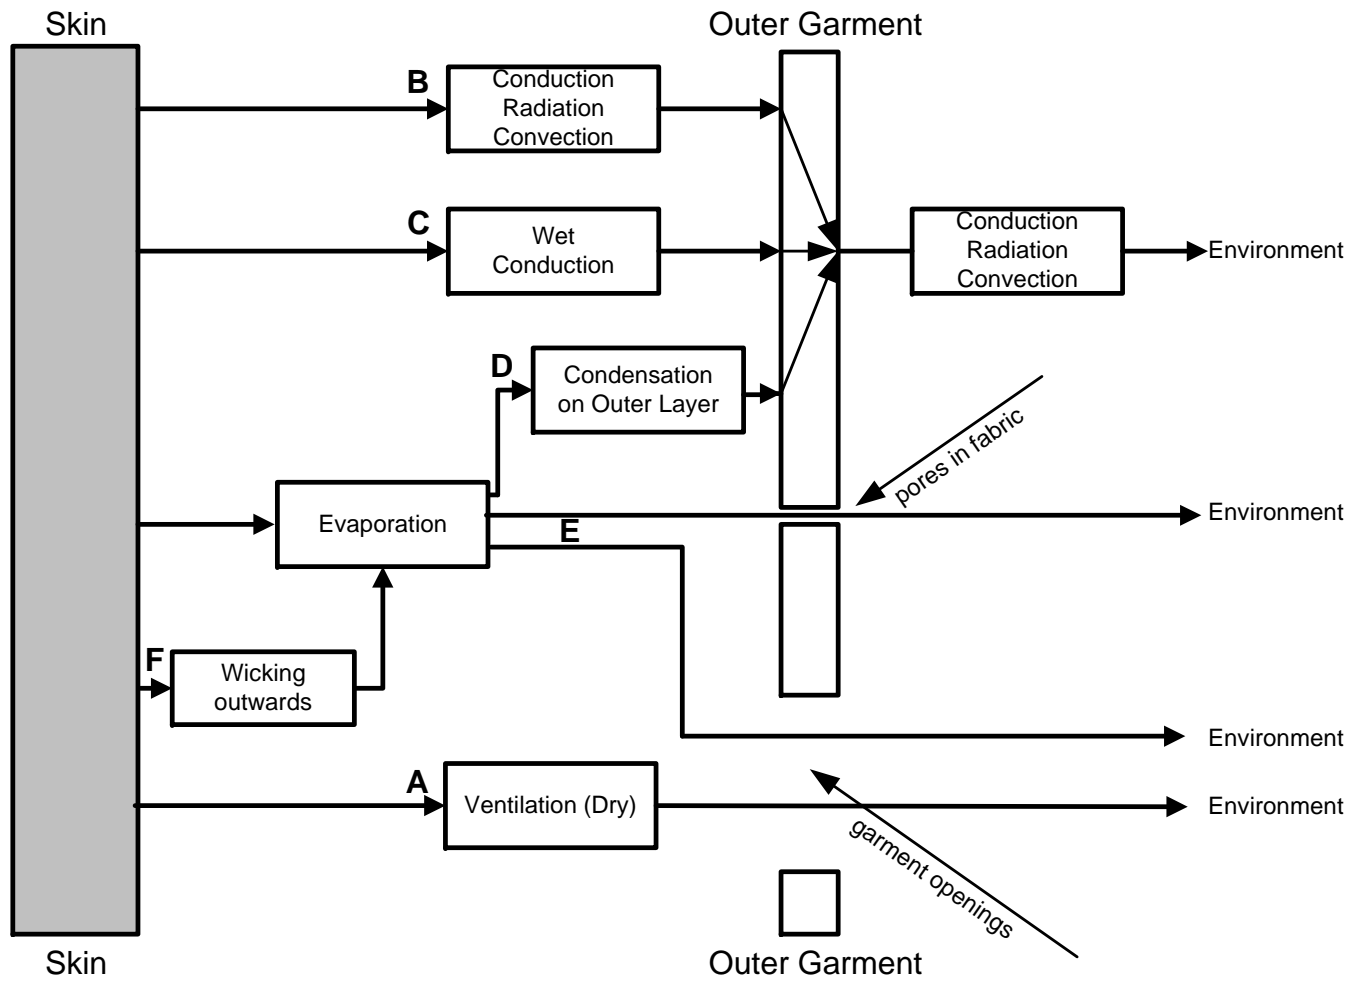 Skin
Outer Garment
B
Conduction
Radiation
Convection
C
Wet
Conduction
Conduction
Radiation
Convection
Environment
D
Condensation
on Outer Layer
pores in fabric
Evaporation
E
Environment
F
Wicking
outwards
Environment
A
Ventilation (Dry)
Environment
garment openings
Skin
Outer Garment